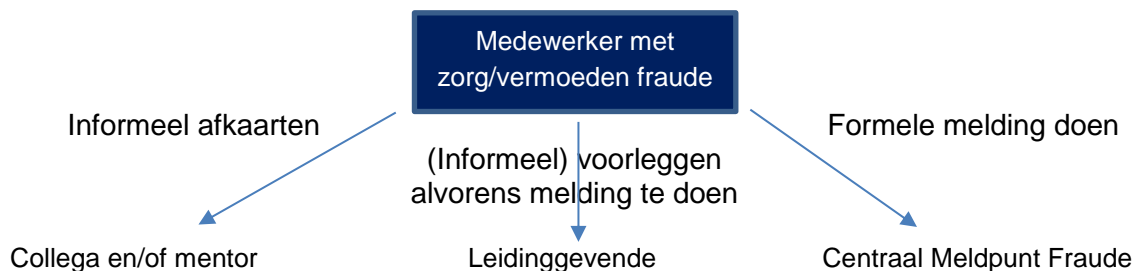 Medewerker met
zorg/vermoeden fraude
Informeel afkaarten
(Informeel) voorleggen
alvorens melding te doen
Formele melding doen
Collega en/of mentor
Leidinggevende
Centraal Meldpunt Fraude